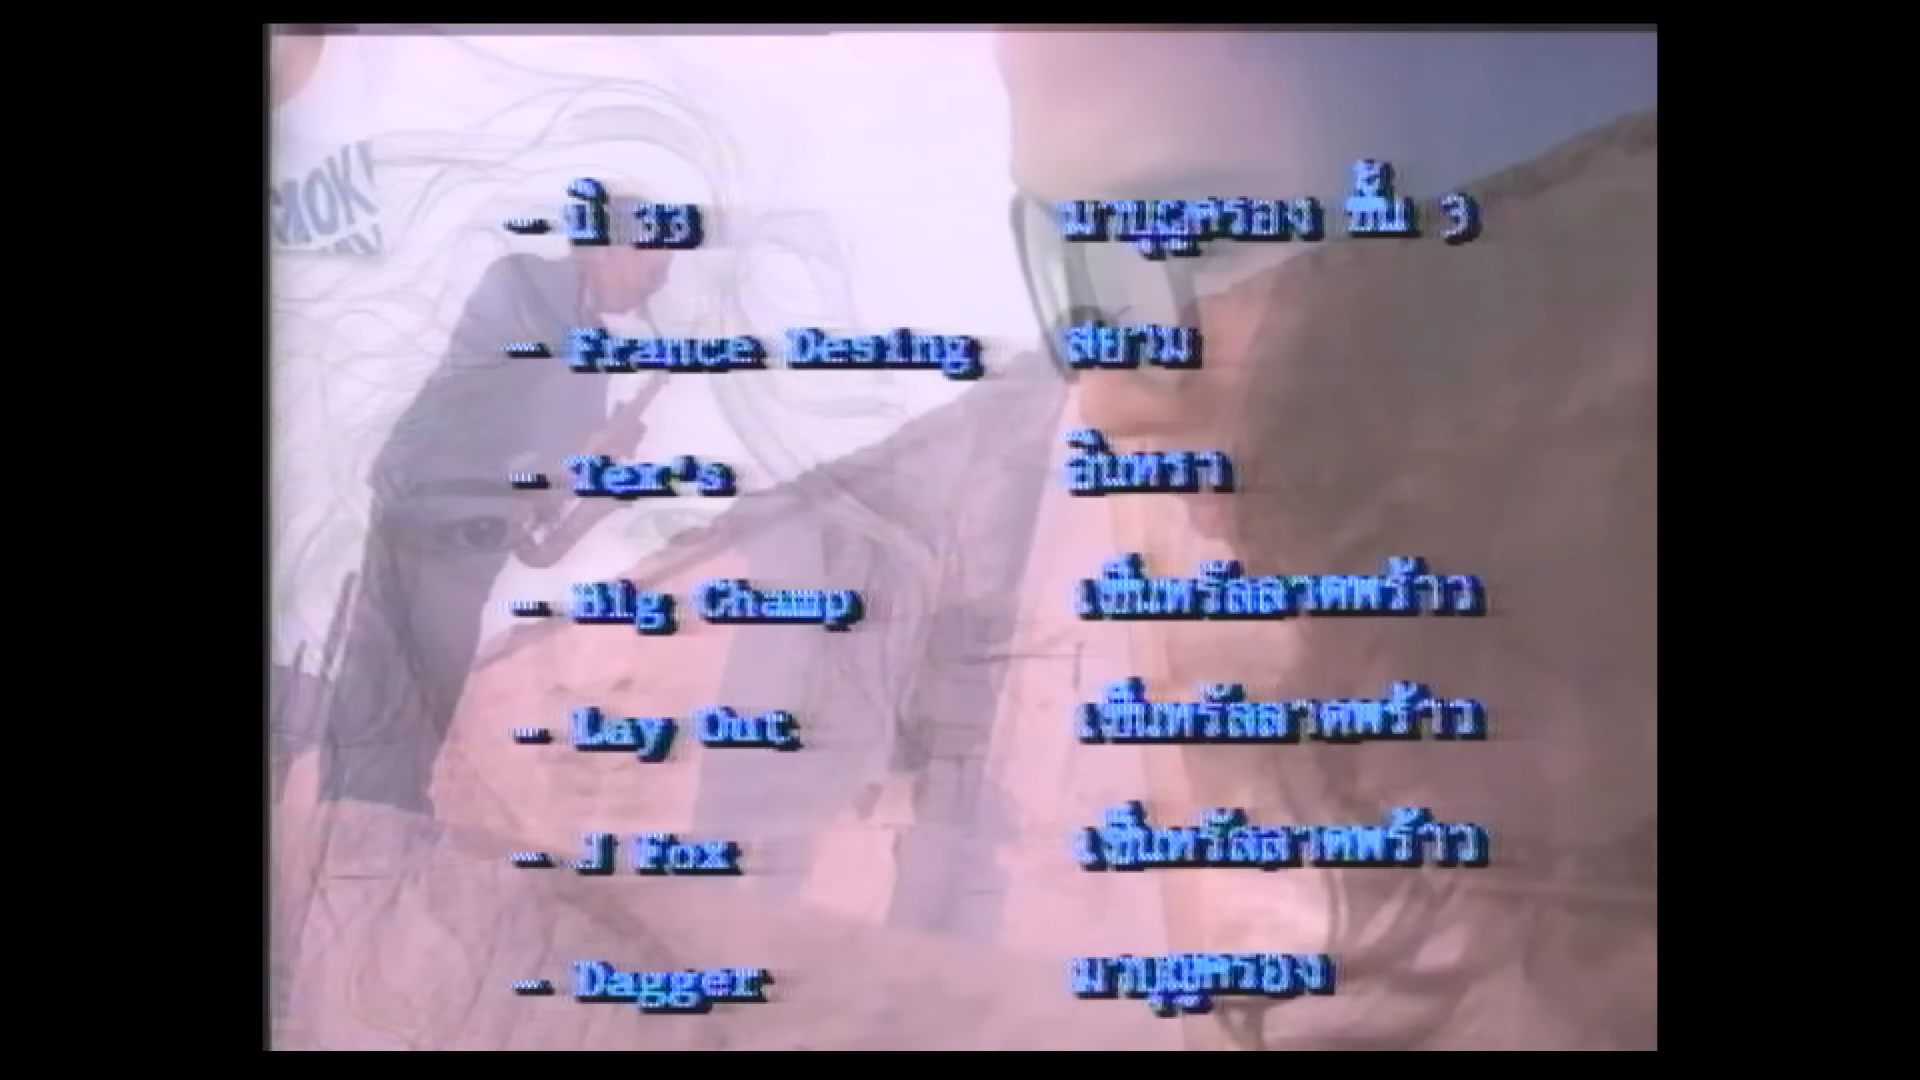 - ปี 33 มาบุญครอง ชั้น 3
- France Desing สยาม
- Tex's อินทรา
- Big Champ เซ็นทรัลลาดพร้าว
- Lay Out เซ็นทรัลลาดพร้าว
- J Fox เซ็นทรัลลาดพร้าว
- Dagger มาบุญครอง